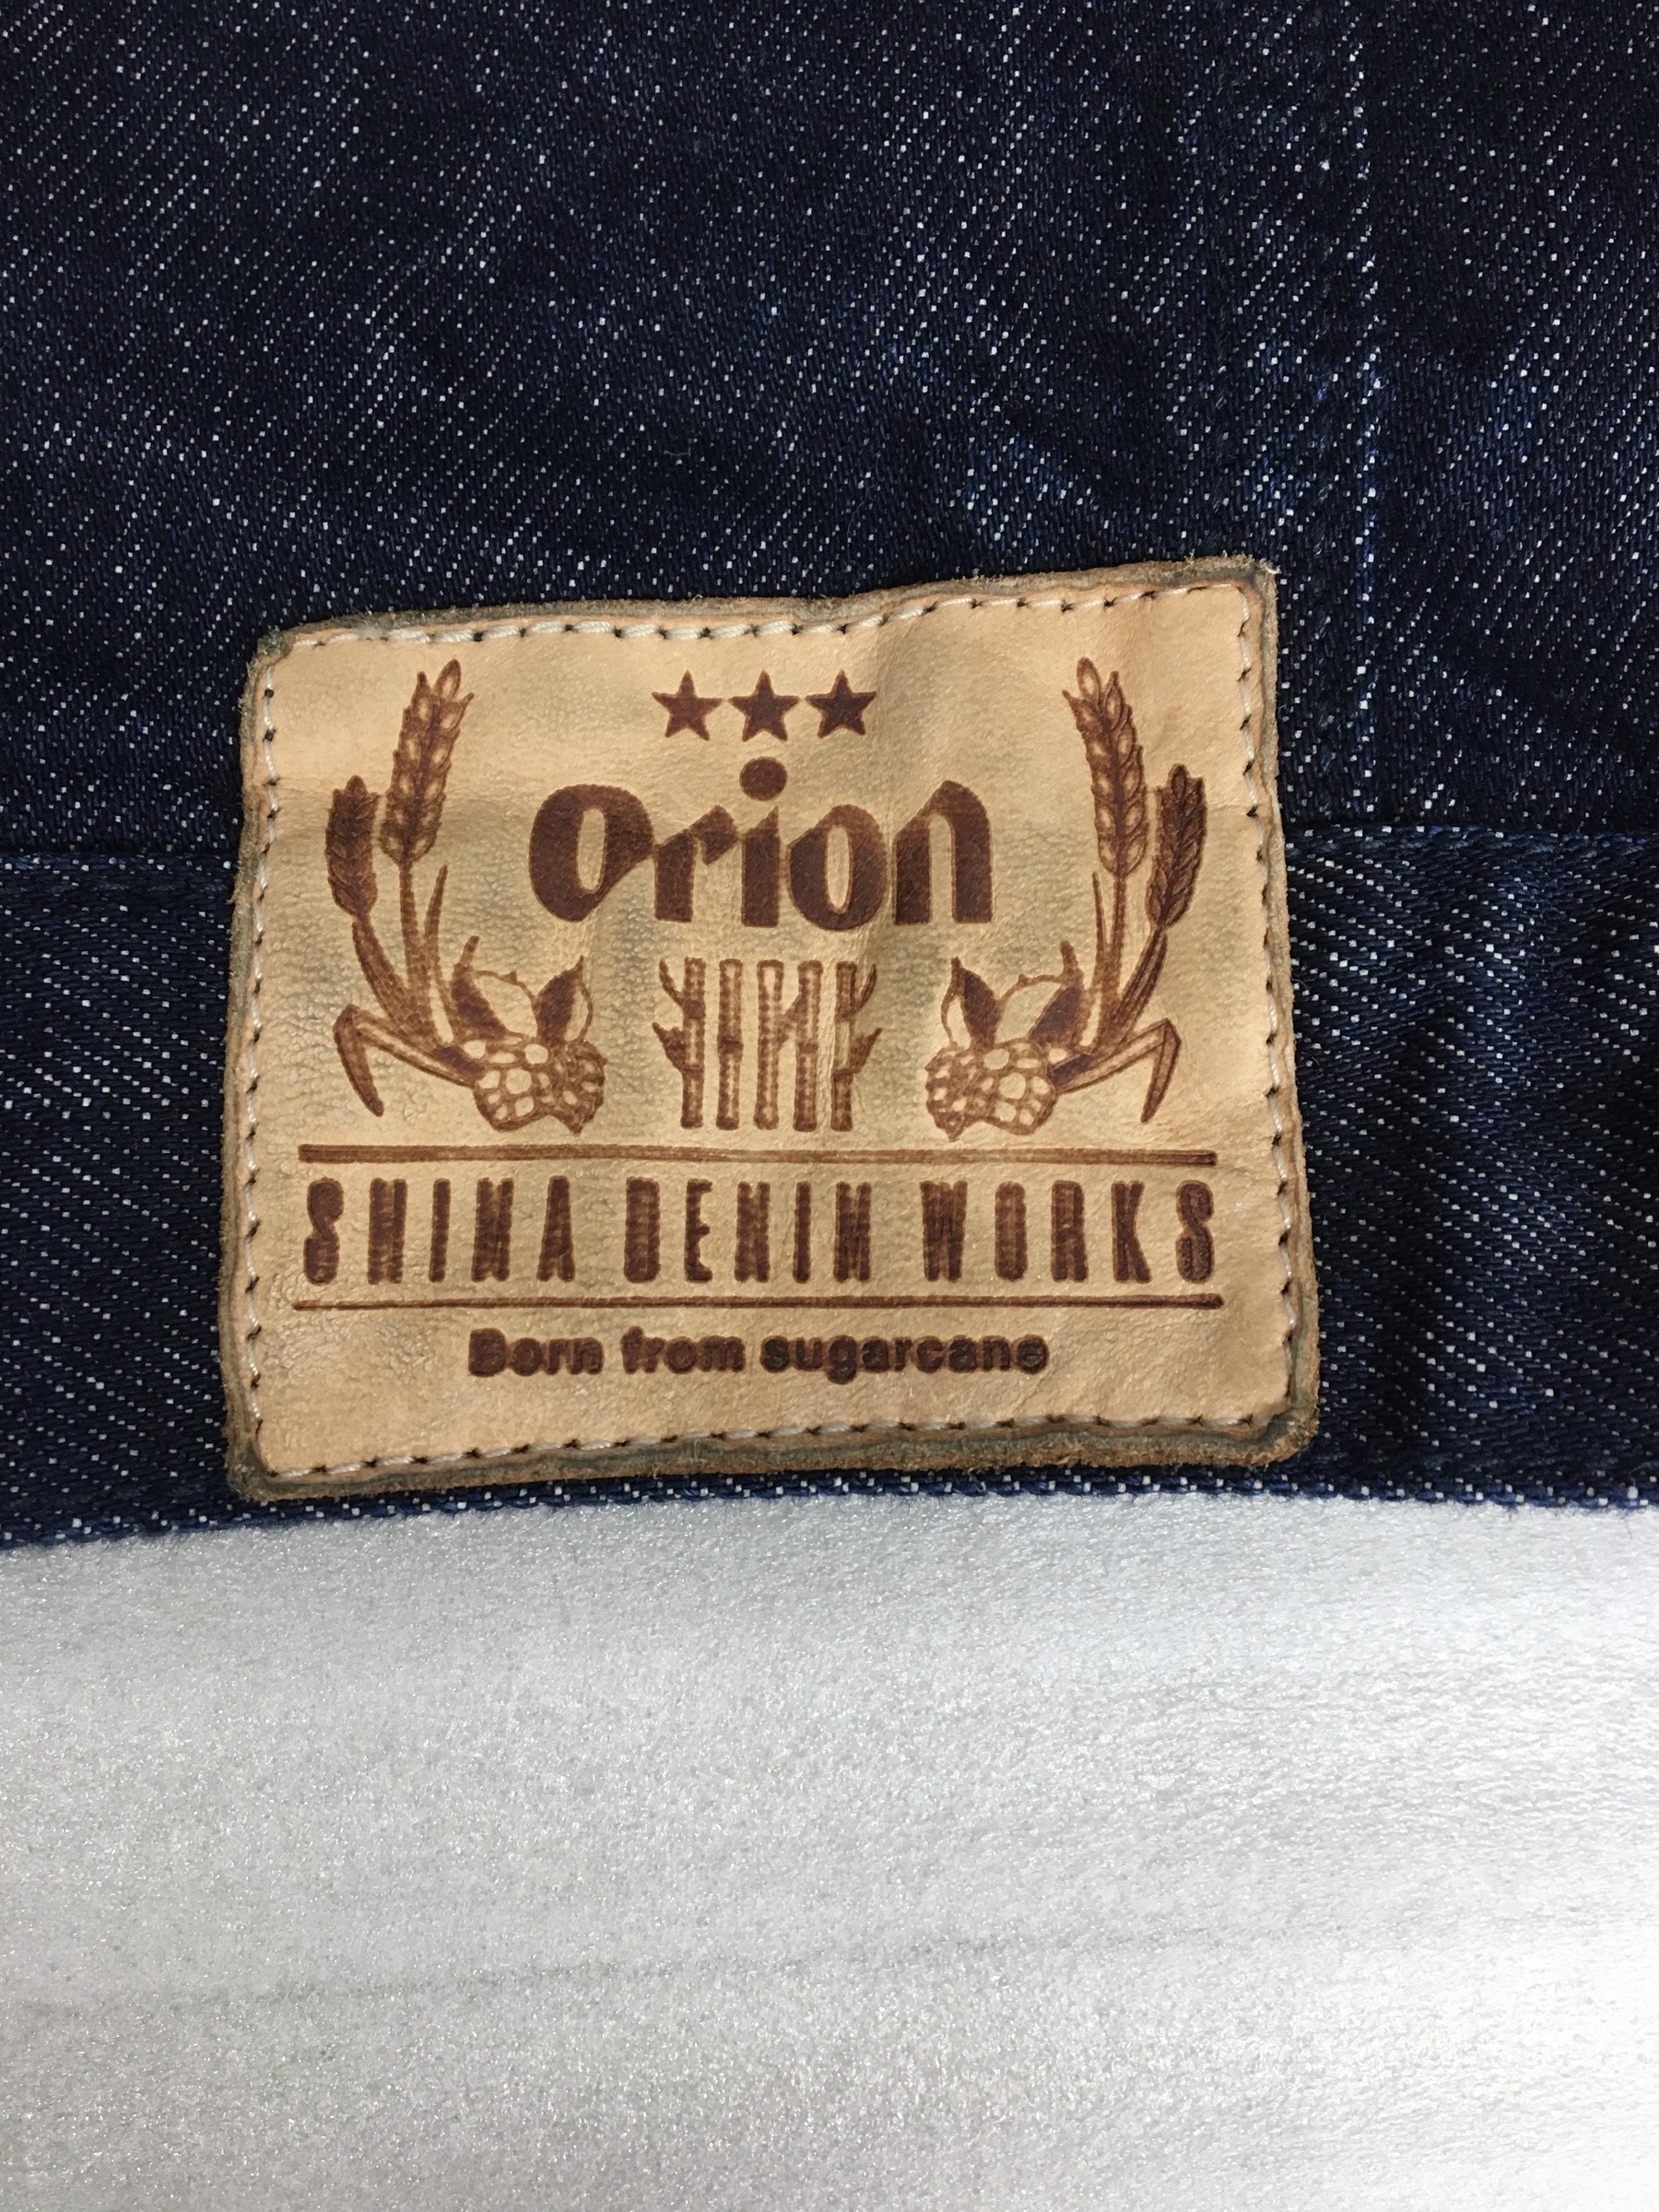 orion
SHIMA DENIM WORKS
Born from sugarcane